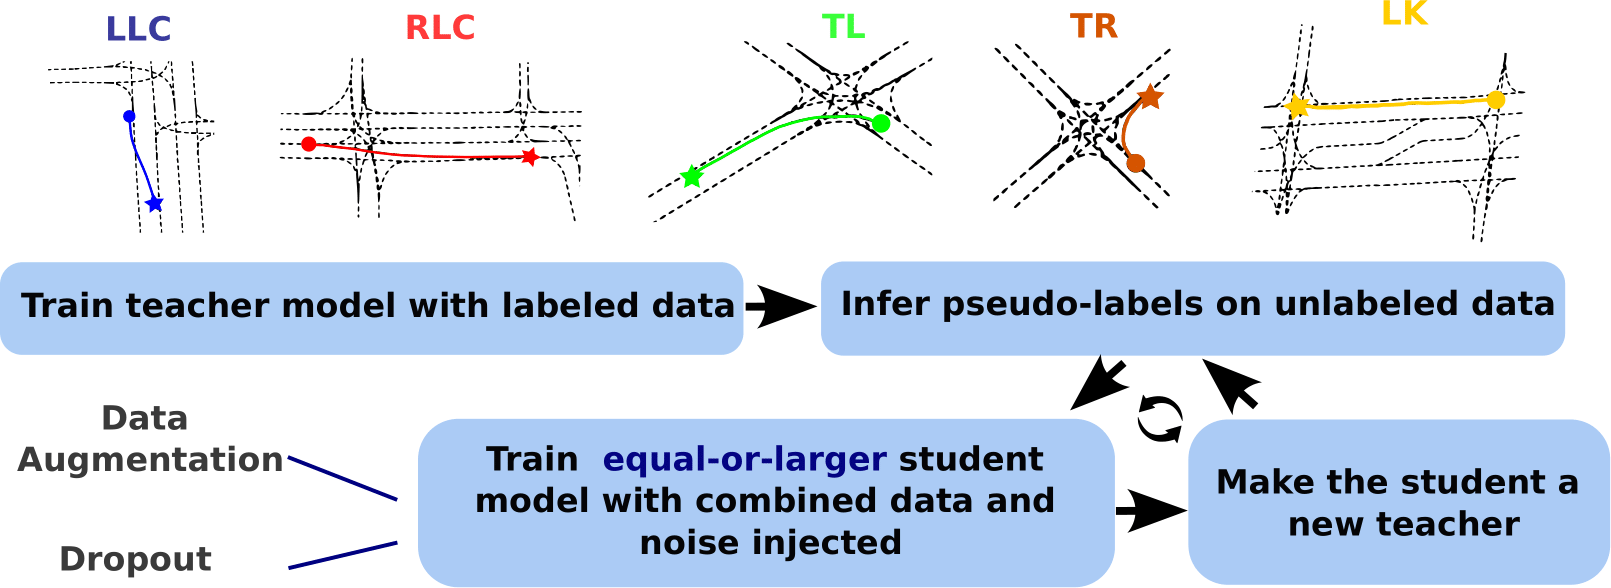 LLC
RLC
TL
TR
LK
Train teacher model with labeled data
Infer pseudo-labels on unlabeled data
Data
Augmentation
Dropout
Train equal-or-larger student
model with combined data and
noise injected
Make the student a
new teacher